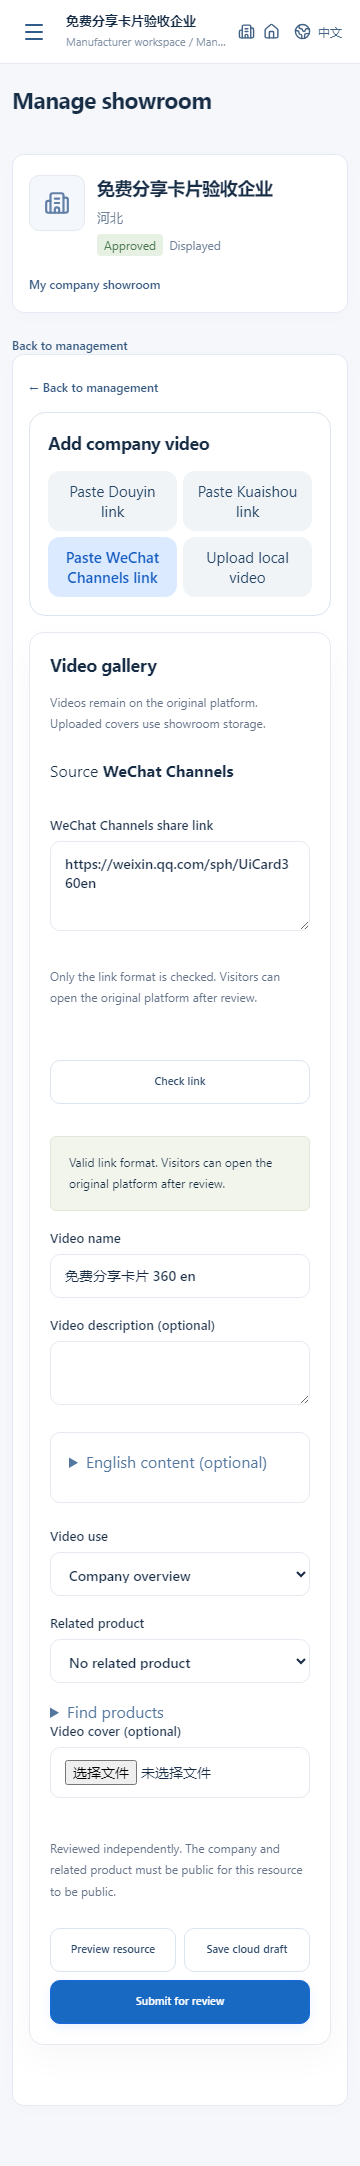 免费分享卡片验收企业
Manufacturer workspace / Man...
中文
Manage showroom
免费分享卡片验收企业
河北
Approved Displayed
My company showroom
Back to management
← Back to management
Add company video
Paste Douyin
link
Paste Kuaishou
link
Paste WeChat
Channels link
Upload local
video
Video gallery
Videos remain on the original platform.
Uploaded covers use showroom storage.
Source WeChat Channels
WeChat Channels share link
https://weixin.qq.com/sph/UiCard3
60en
Only the link format is checked. Visitors can
open the original platform after review.
Check link
Valid link format. Visitors can open the
original platform after review.
Video name
免费分享卡片 360 en
Video description (optional)
▶ English content (optional)
Video use
Company overview
Related product
No related product
▶ Find products
Video cover (optional)
选择文件 未选择文件
Reviewed independently. The company and
related product must be public for this resource
to be public.
Preview resource
Save cloud draft
Submit for review